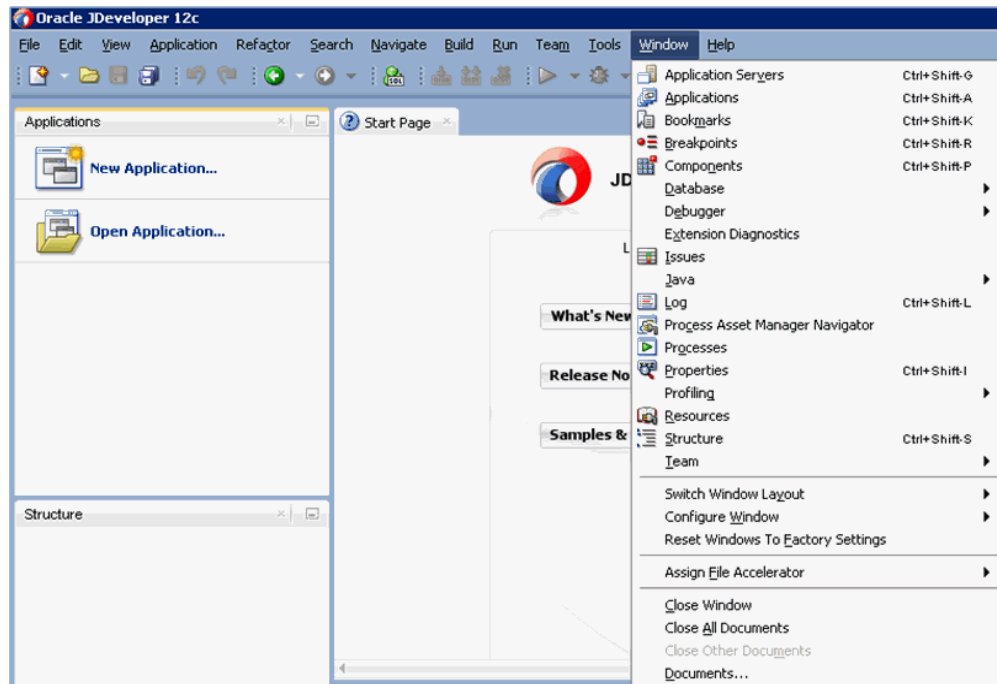 Oracle JDeveloper 12c
File Edit View Application Refactor Search Navigate Build Run Team Tools Window Help
SQL
Applications
New Application...
Open Application...
Structure
Start Page
JD
L
What's New
Release No
Samples &
Application Servers Ctrl+Shift-G
Applications Ctrl+Shift-A
Bookmarks Ctrl+Shift-K
Breakpoints Ctrl+Shift-R
Components Ctrl+Shift-P
Database
Debugger
Extension Diagnostics
Issues
Java
Log Ctrl+Shift-L
Process Asset Manager Navigator
Processes
Properties Ctrl+Shift-I
Profiling
Resources
Structure Ctrl+Shift-S
Team
Switch Window Layout
Configure Window
Reset Windows To Factory Settings
Assign File Accelerator
Close Window
Close All Documents
Close Other Documents
Documents...